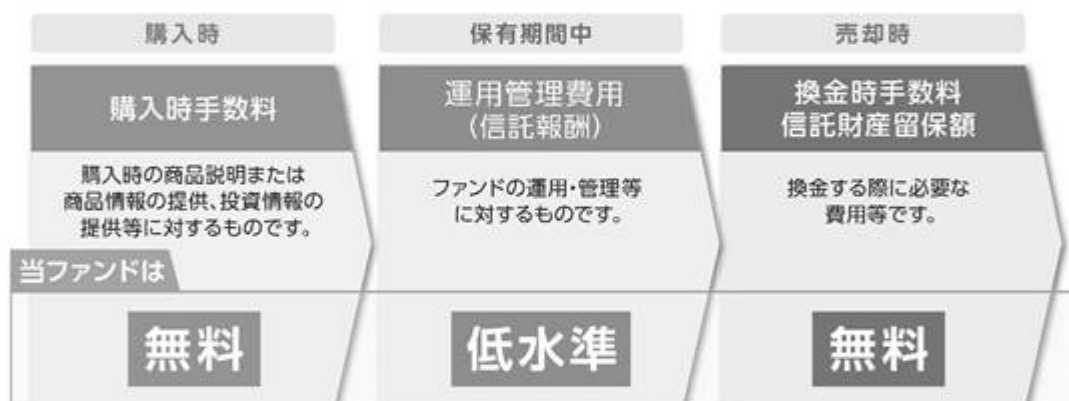 購入時
保有期間中
売却時
購入時手数料
運用管理費用
（信託報酬）
換金時手数料
信託財産留保額
購入時の商品説明または
商品情報の提供、投資情報の
提供等に対するものです。
ファンドの運用・管理等
に対するものです。
換金する際に必要な
費用等です。
当ファンドは
無料
低水準
無料